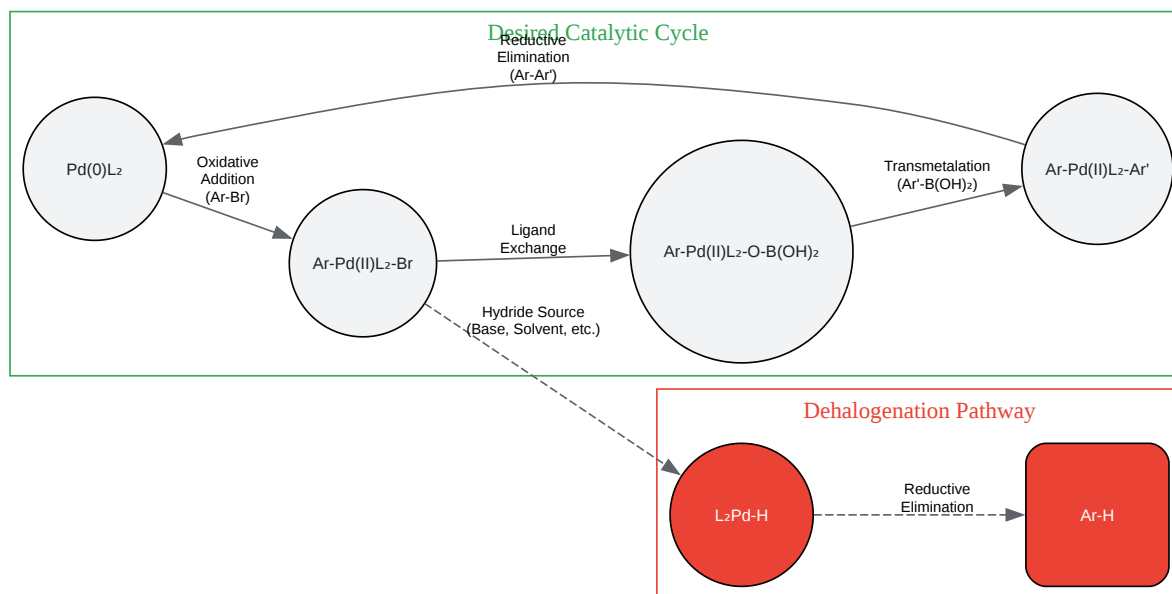 Desired Catalytic Cycle
Reductive
Elimination
(Ar-Ar')
Pd(0)L₂
Oxidative
Addition
(Ar-Br)
Ar-Pd(II)L₂-Br
Ligand
Exchange
Ar-Pd(II)L₂-O-B(OH)₂
Transmetalation
(Ar'-B(OH)₂)
Ar-Pd(II)L₂-Ar'
Hydride Source
(Base, Solvent, etc.)
Dehalogenation Pathway
L₂Pd-H
Reductive
Elimination
Ar-H